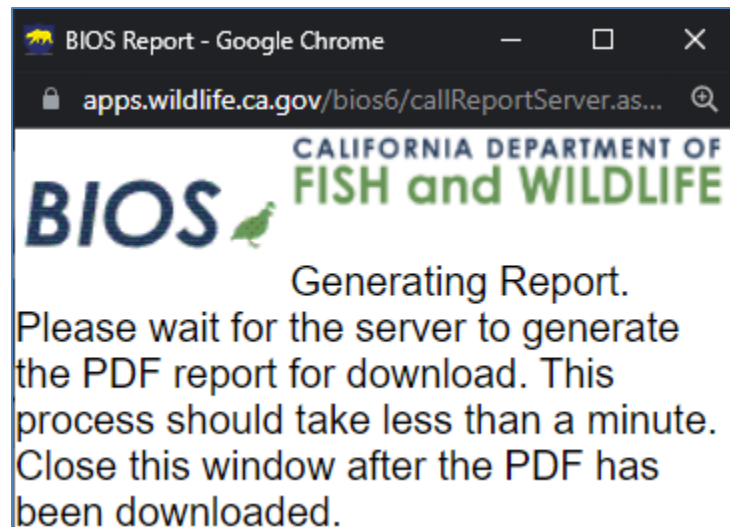 BIOS Report - Google Chrome
apps.wildlife.ca.gov/bios6/callReportServer.as...
CALIFORNIA DEPARTMENT OF
FISH and WILDLIFE
BIOS
Generating Report.
Please wait for the server to generate
the PDF report for download. This
process should take less than a minute.
Close this window after the PDF has
been downloaded.